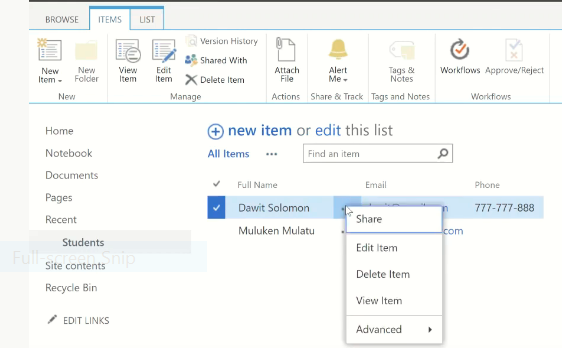 BROWSE ITEMS LIST
New Item
New Folder
View Item
Edit Item
Version History
Shared With
Delete Item
Attach File
Alert Me
Tags & Notes
Workflows
Approve/Reject
New
Manage
Actions
Share & Track
Tags and Notes
Workflows
Home
Notebook
Documents
Pages
Recent
Students
Full-screen Snip
Site contents
Recycle Bin
EDIT LINKS
new item or edit this list
All Items ••• Find an item
Full Name Email Phone
Dawit Solomon 777-777-888
Muluken Mulatu .com
Share
Edit Item
Delete Item
View Item
Advanced